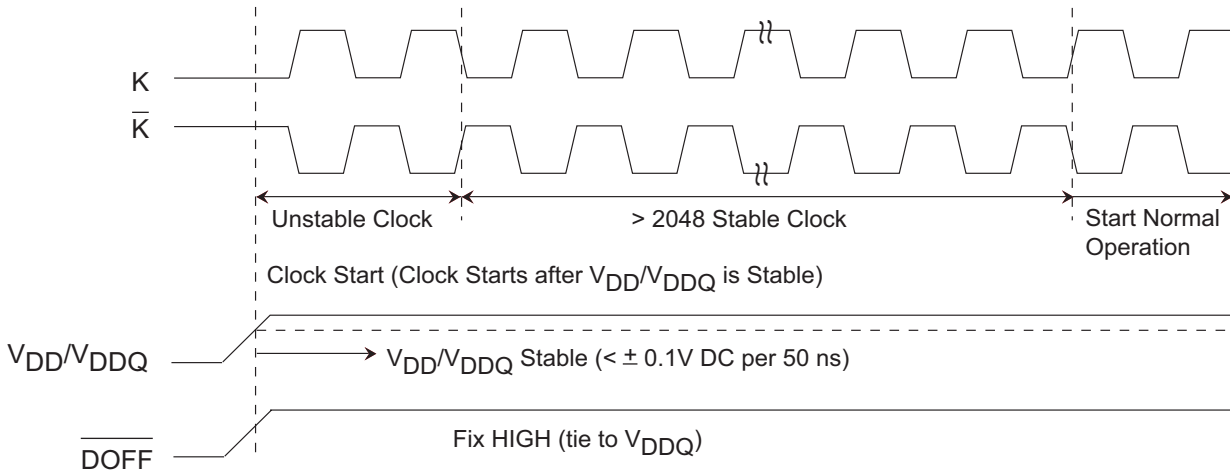 K
K̅
Unstable Clock
> 2048 Stable Clock
Start Normal
Operation
Clock Start (Clock Starts after VDD/VDDQ is Stable)
VDD/VDDQ
VDD/VDDQ Stable (< ± 0.1V DC per 50 ns)
Fix HIGH (tie to VDDQ)
D̅O̅F̅F̅